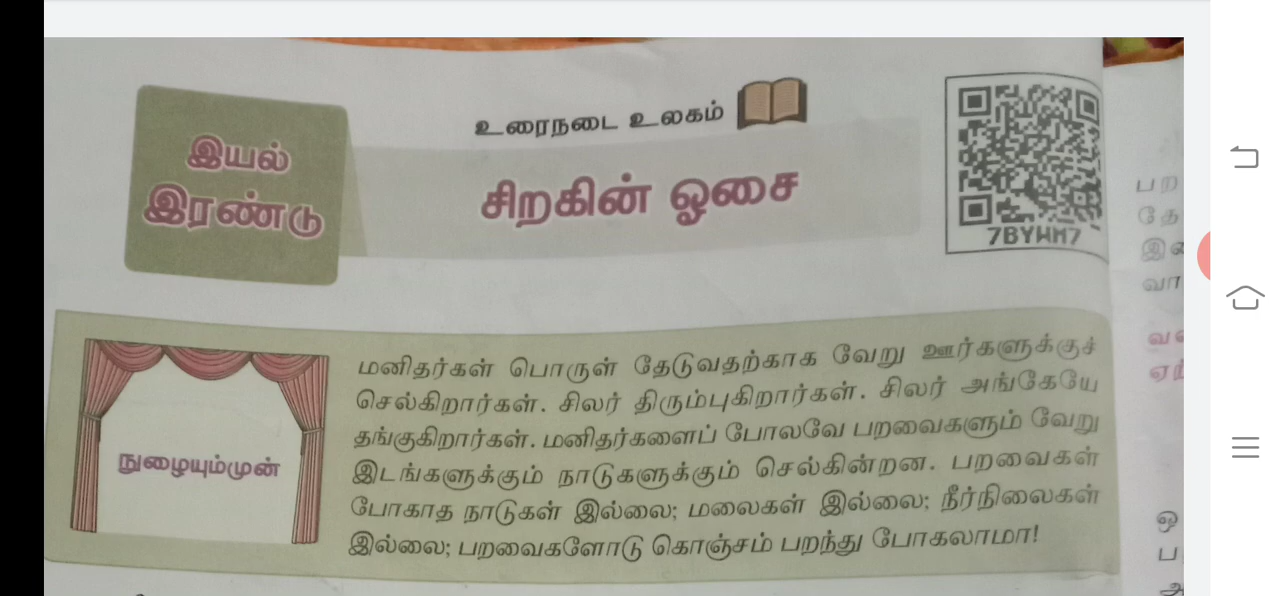 உரைநடை உலகம்
இயல்
இரண்டு
சிறகின் ஓசை
7BYWM7
நுழையும்முன்
மனிதர்கள் பொருள் தேடுவதற்காக வேறு ஊர்களுக்குச்
செல்கிறார்கள். சிலர் திரும்புகிறார்கள். சிலர் அங்கேயே
தங்குகிறார்கள். மனிதர்களைப் போலவே பறவைகளும் வேறு
இடங்களுக்கும் நாடுகளுக்கும் செல்கின்றன. பறவைகள்
போகாத நாடுகள் இல்லை; மலைகள் இல்லை; நீர்நிலைகள்
இல்லை; பறவைகளோடு கொஞ்சம் பறந்து போகலாமா!